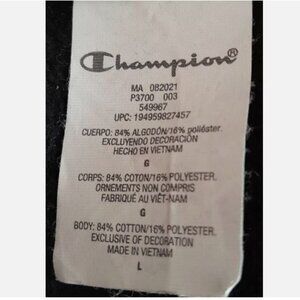 Champion®
MA 082021
P3700 003
549967
UPC: 194959827457
CUERPO: 84% ALGODÓN/16% poliéster.
EXCLUYENDO DECORACIÓN
HECHO EN VIETNAM
G
CORPS: 84% COTON/16% POLYESTER.
ORNEMENTS NON COMPRIS
FABRIQUÉ AU VIÊT-NAM
G
BODY: 84% COTTON/16% POLYESTER.
EXCLUSIVE OF DECORATION
MADE IN VIETNAM
L